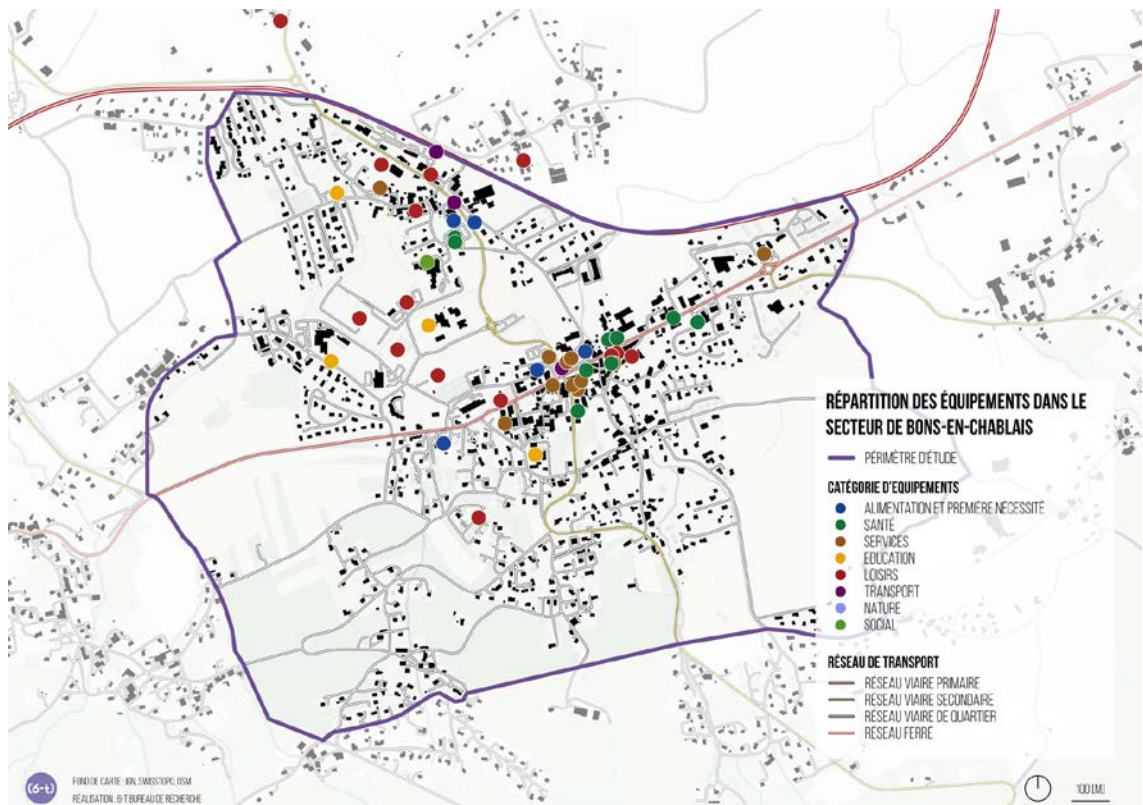 RÉPARTITION DES ÉQUIPEMENTS DANS LE
SECTEUR DE BONS-EN-CHABLAIS
PÉRIMÈTRE D'ÉTUDE
CATÉGORIE D'EQUIPEMENTS
ALIMENTATION ET PREMIÈRE NÉCESSITÉ
SANTÉ
SERVICES
EDUCATION
LOISIRS
TRANSPORT
NATURE
SOCIAL
RÉSEAU DE TRANSPORT
RÉSEAU VIAIRE PRIMAIRE
RÉSEAU VIAIRE SECONDAIRE
RÉSEAU VIAIRE DE QUARTIER
RESEAU FERRÉ
(6-t)
FOND DE CARTE : IGN, SWISSTOPO, OSM
RÉALISATION : 6-T BUREAU DE RECHERCHE
100 [M]